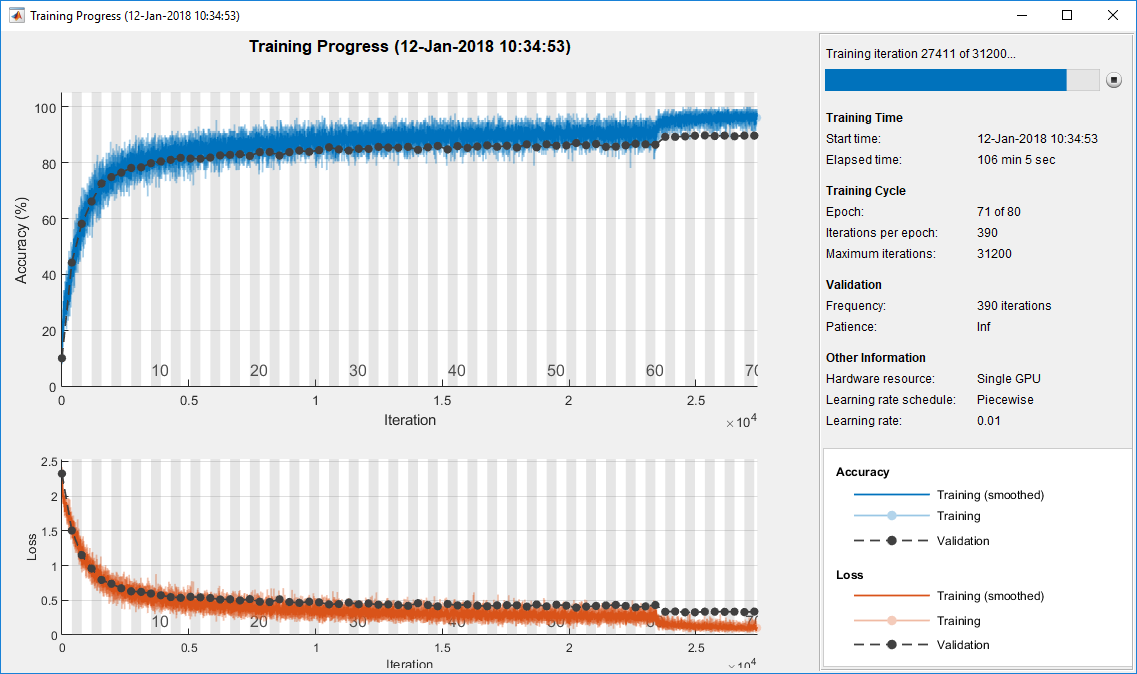 Training Progress (12-Jan-2018 10:34:53)
Training Progress (12-Jan-2018 10:34:53)
100
80
60
40
20
0
Accuracy (%)
10 20 30 40 50 60 70
0 0.5 1 1.5 2 2.5
Iteration
×10⁴
2.5
2
1.5
1
0.5
0
Loss
10 20 30 40 50 60 70
0 0.5 1 1.5 2 2.5
Iteration
×10⁴
Training iteration 27411 of 31200...
Training Time
Start time: 12-Jan-2018 10:34:53
Elapsed time: 106 min 5 sec
Training Cycle
Epoch: 71 of 80
Iterations per epoch: 390
Maximum iterations: 31200
Validation
Frequency: 390 iterations
Patience: Inf
Other Information
Hardware resource: Single GPU
Learning rate schedule: Piecewise
Learning rate: 0.01
Accuracy
Training (smoothed)
Training
Validation
Loss
Training (smoothed)
Training
Validation